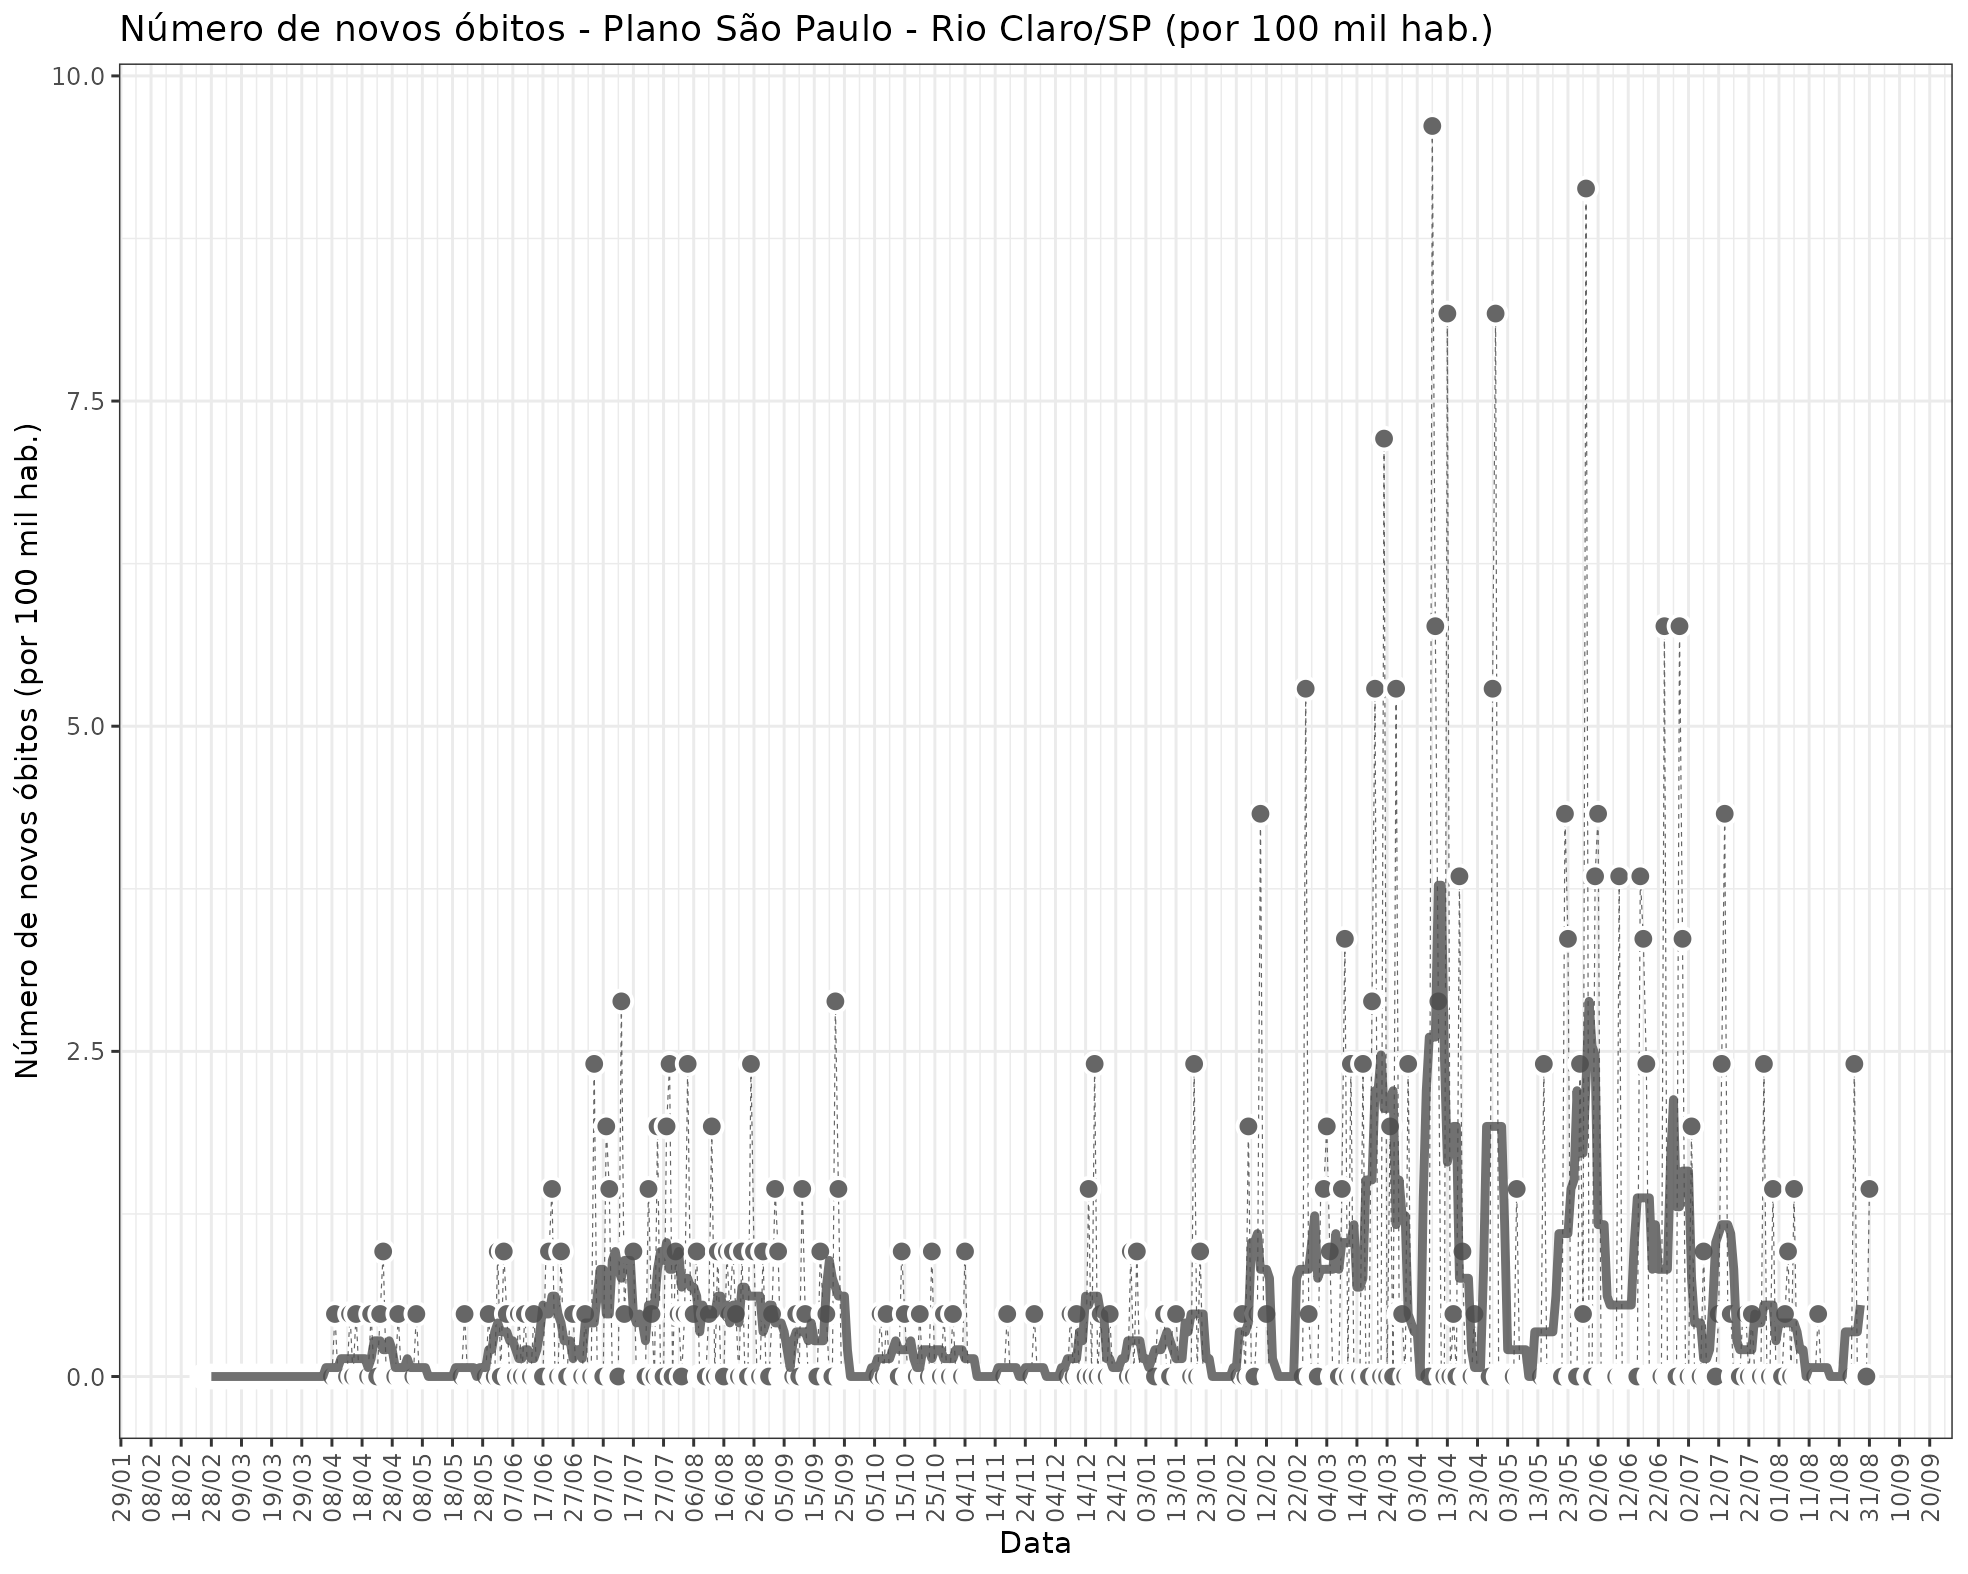 Número de novos óbitos - Plano São Paulo - Rio Claro/SP (por 100 mil hab.)
Número de novos óbitos (por 100 mil hab.)
10.0
7.5
5.0
2.5
0.0
29/01 08/02 18/02 28/02 09/03 19/03 29/03 08/04 18/04 28/04 08/05 18/05 28/05 07/06 17/06 27/06 07/07 17/07 27/07 06/08 16/08 26/08 05/09 15/09 25/09 05/10 15/10 25/10 04/11 14/11 24/11 04/12 14/12 24/12 03/01 13/01 23/01 02/02 12/02 22/02 04/03 14/03 24/03 03/04 13/04 23/04 03/05 13/05 23/05 02/06 12/06 22/06 02/07 12/07 22/07 01/08 11/08 21/08 31/08 10/09 20/09
Data